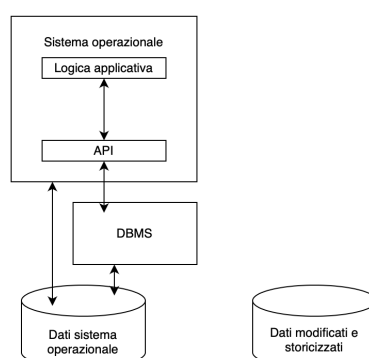 Sistema operazionale
Logica applicativa
API
DBMS
Dati sistema
operazionale
Dati modificati e
storicizzati